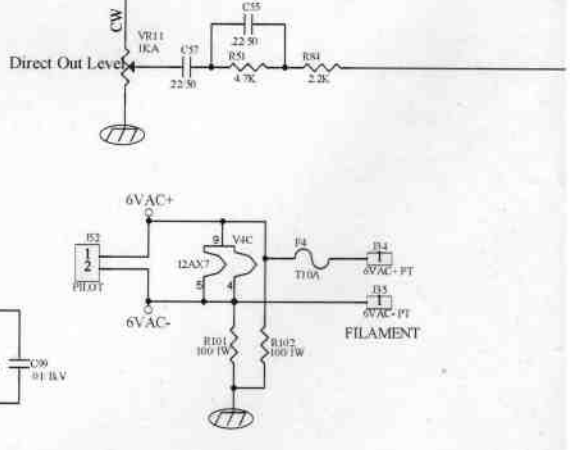 CW
VR11
1KA
Direct Out Level
C57
.22/50
C55
.22/50
R51
4.7K
R84
2.2K
6VAC+
J52
1
2
PILOT
9
V4C
12AX7
5
4
6VAC-
F4
T10A
J34
1
6VAC+ PT
J35
1
6VAC- PT
FILAMENT
R101
100/1W
R102
100/1W
C99
.01/1kV